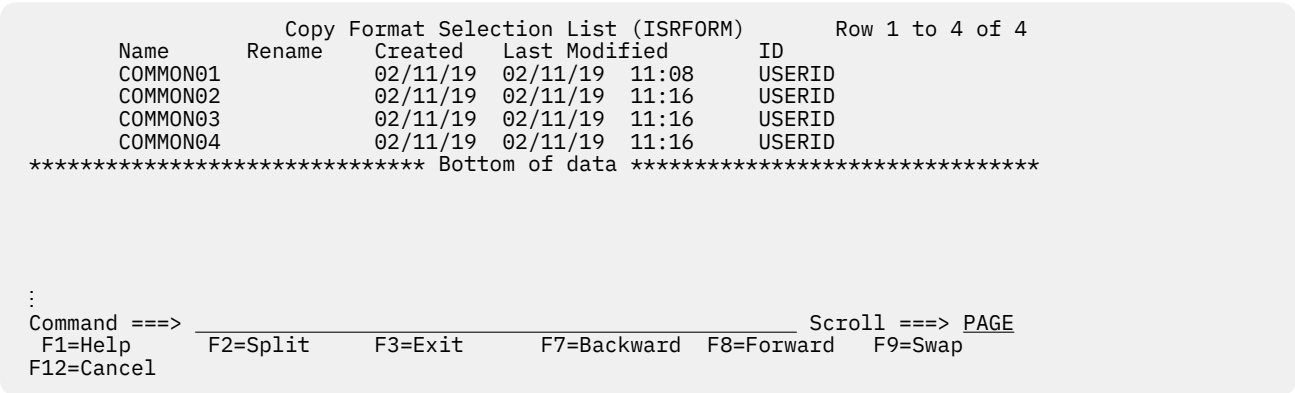 Copy Format Selection List (ISRFORM) Row 1 to 4 of 4
Name Rename Created Last Modified ID
COMMON01 02/11/19 02/11/19 11:08 USERID
COMMON02 02/11/19 02/11/19 11:16 USERID
COMMON03 02/11/19 02/11/19 11:16 USERID
COMMON04 02/11/19 02/11/19 11:16 USERID
******************************* Bottom of data ********************************
⋮
Command ===> _______________________________________________ Scroll ===> PAGE
F1=Help F2=Split F3=Exit F7=Backward F8=Forward F9=Swap
F12=Cancel